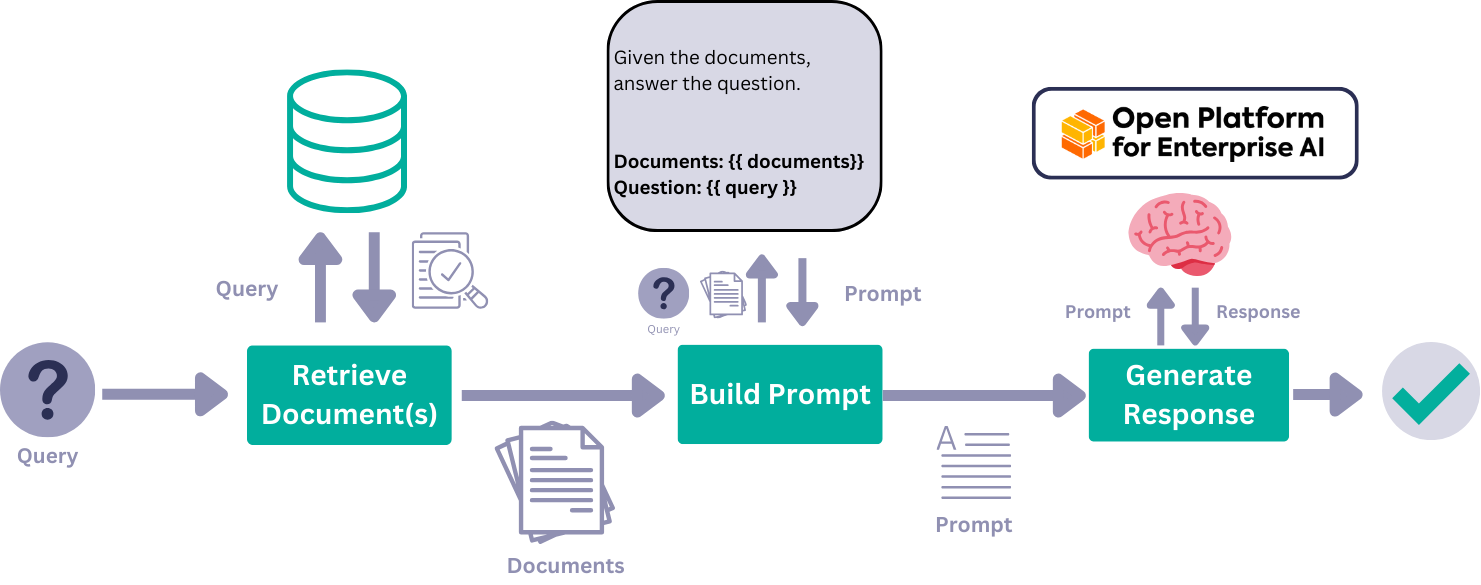 Given the documents,
answer the question.
Documents: {{ documents}}
Question: {{ query }}
Open Platform
for Enterprise AI
Query
Query
Prompt
Prompt
Response
Query
Retrieve
Document(s)
Build Prompt
Generate
Response
Query
A
Prompt
Documents